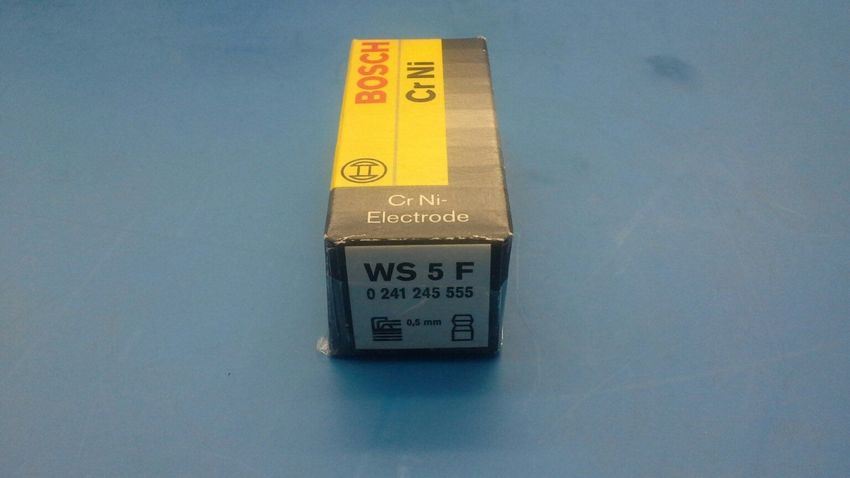 BOSCH
Cr Ni
Cr Ni-
Electrode
WS 5 F
0 241 245 555
0,5 mm